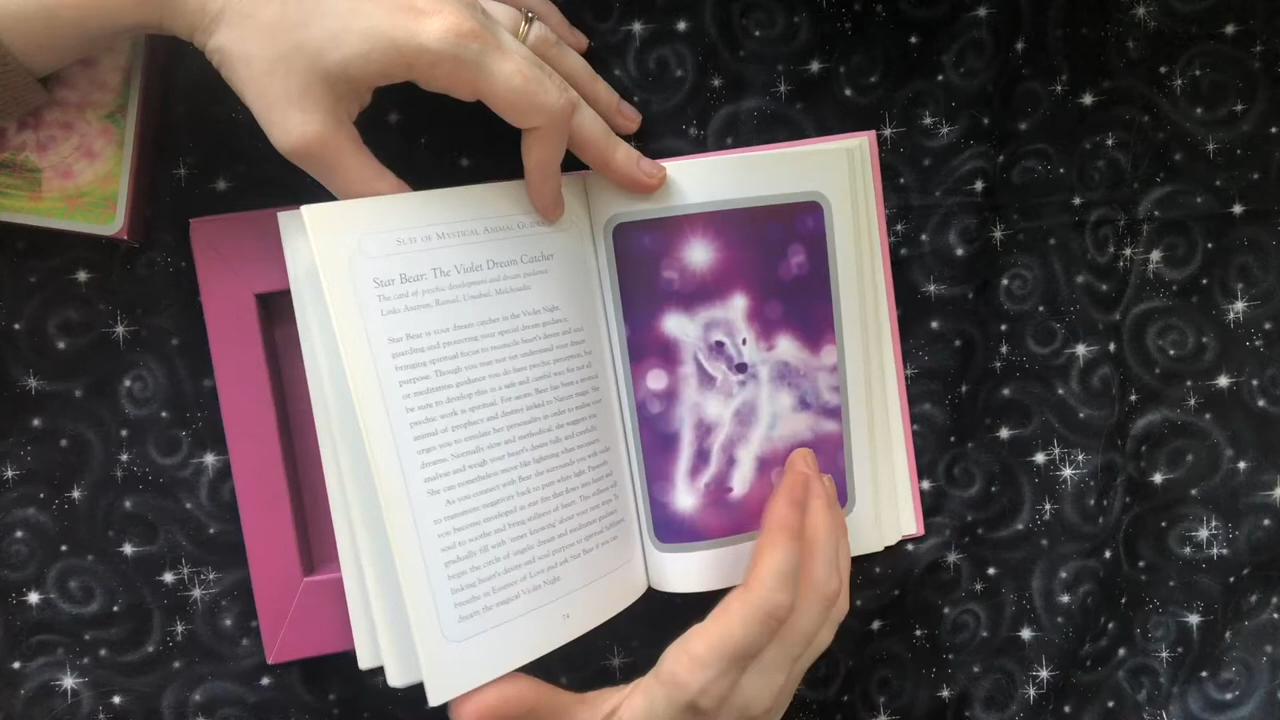 SUIT OF MYSTICAL ANIMAL GUIDES
Star Bear: The Violet Dream Catcher
The card of psychic development and dream guidance
Links Astron, Ramiel, Umabel, Melchisadec
Star Bear is your dream catcher in the Violet Night,
guarding and protecting your special dream guidance,
bringing spiritual focus to reconcile heart's desire and soul
purpose. Though you may not yet understand your dream
or meditation guidance you do have psychic perception, but
be sure to develop this in a safe and careful way, for not all
psychic work is spiritual. For aeons, Bear has been a mystical
animal of prophecy and destiny linked to Nature magic. She
urges you to emulate her personality in order to realise your
dreams. Normally slow and methodical, she suggests you
analyse and weigh your heart's desire fully and carefully.
She can nonetheless move like lightning when necessary.
As you connect with Bear she surrounds you with violet
to transmute negativity back to pure white light. Presently
you become enveloped in star fire that flows into heart and
soul to soothe and bring stillness of heart. This stillness will
gradually fill with 'inner knowing' about your next steps. To
begin the circle of angelic dream and meditation guidance
linking heart's desire and soul purpose to spiritual fulfilment,
breathe in Essence of Love and ask Star Bear if you can
dream the magical Violet Night.
74